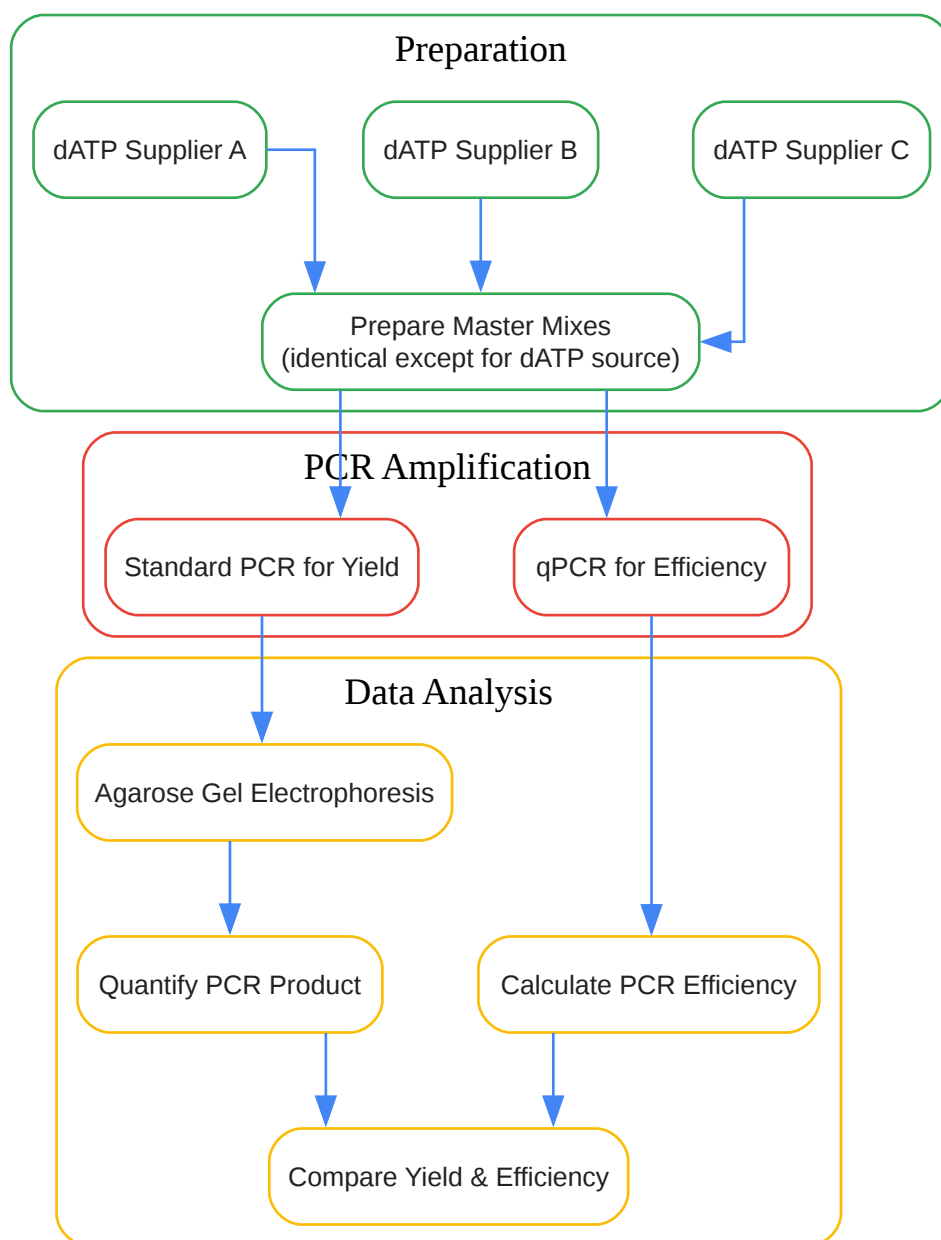 Preparation
dATP Supplier A
dATP Supplier B
dATP Supplier C
Prepare Master Mixes
(identical except for dATP source)
PCR Amplification
Standard PCR for Yield
qPCR for Efficiency
Data Analysis
Agarose Gel Electrophoresis
Quantify PCR Product
Calculate PCR Efficiency
Compare Yield & Efficiency